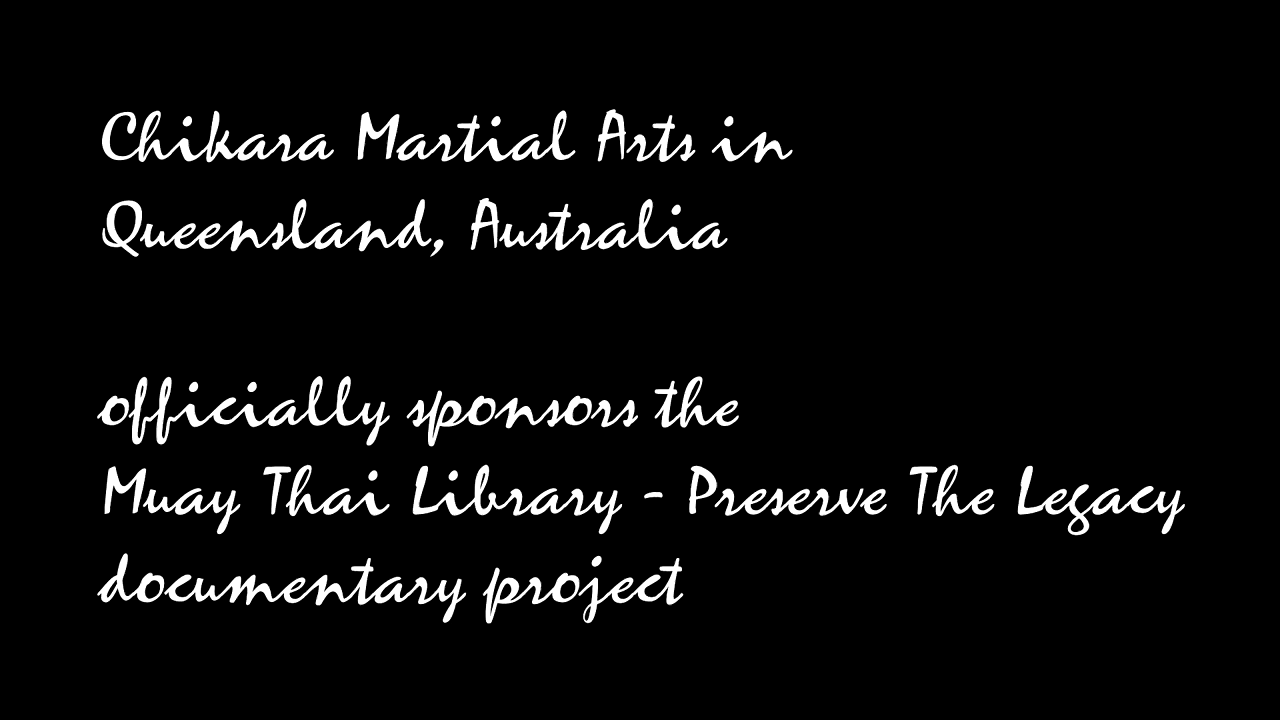 Chikara Martial Arts in
Queensland, Australia
officially sponsors the
Muay Thai Library - Preserve The Legacy
documentary project